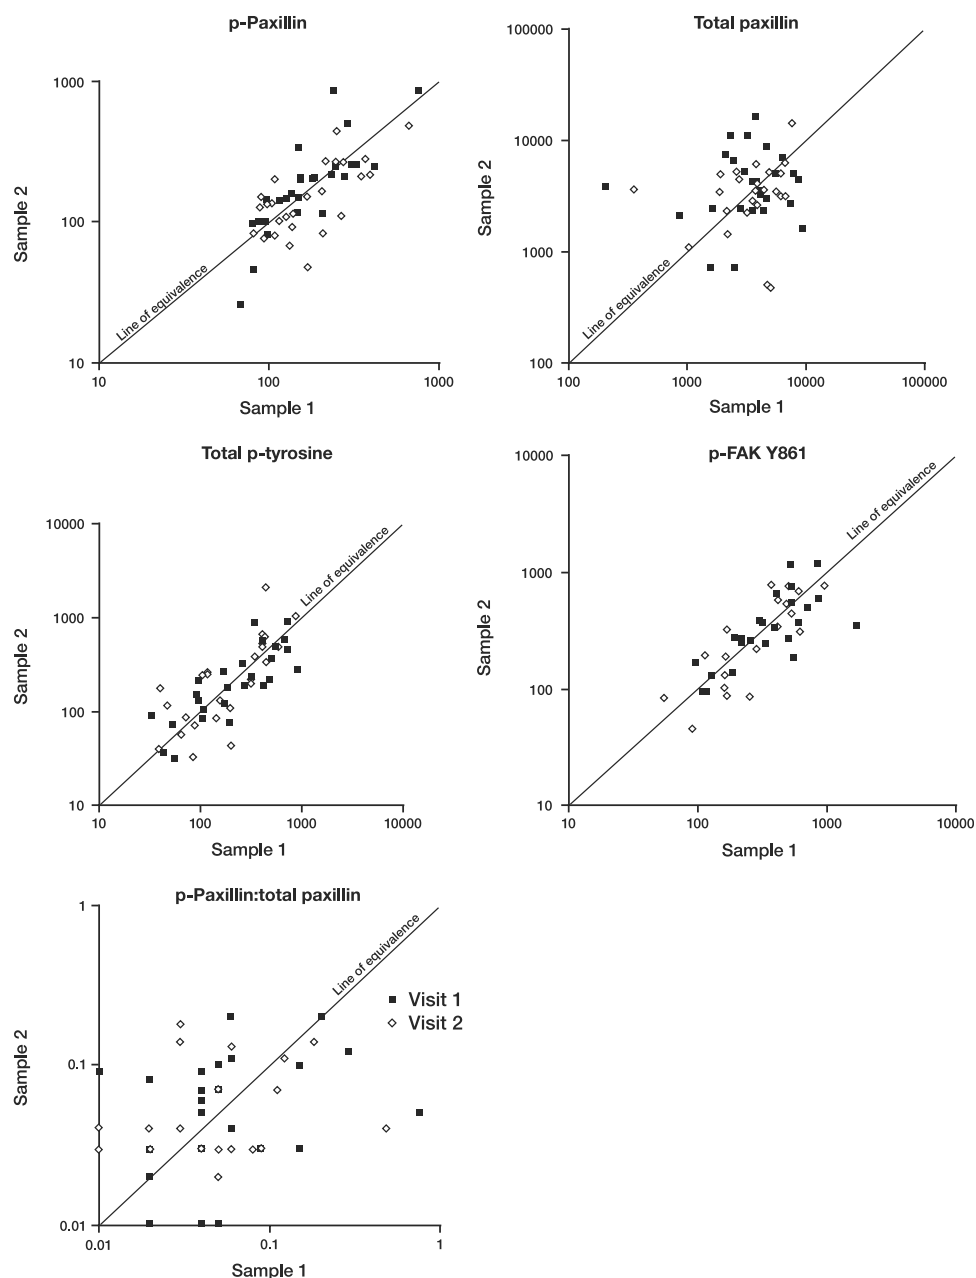 p-Paxillin
1000
100
10
Sample 2
Line of equivalence
10
100
1000
Sample 1
Total paxillin
100000
10000
1000
100
Sample 2
Line of equivalence
100
1000
10000
100000
Sample 1
Total p-tyrosine
10000
1000
100
10
Sample 2
Line of equivalence
10
100
1000
10000
Sample 1
p-FAK Y861
10000
1000
100
10
Sample 2
Line of equivalence
10
100
1000
10000
Sample 1
p-Paxillin:total paxillin
1
0.1
0.01
Sample 2
Line of equivalence
Visit 1
Visit 2
0.01
0.1
1
Sample 1